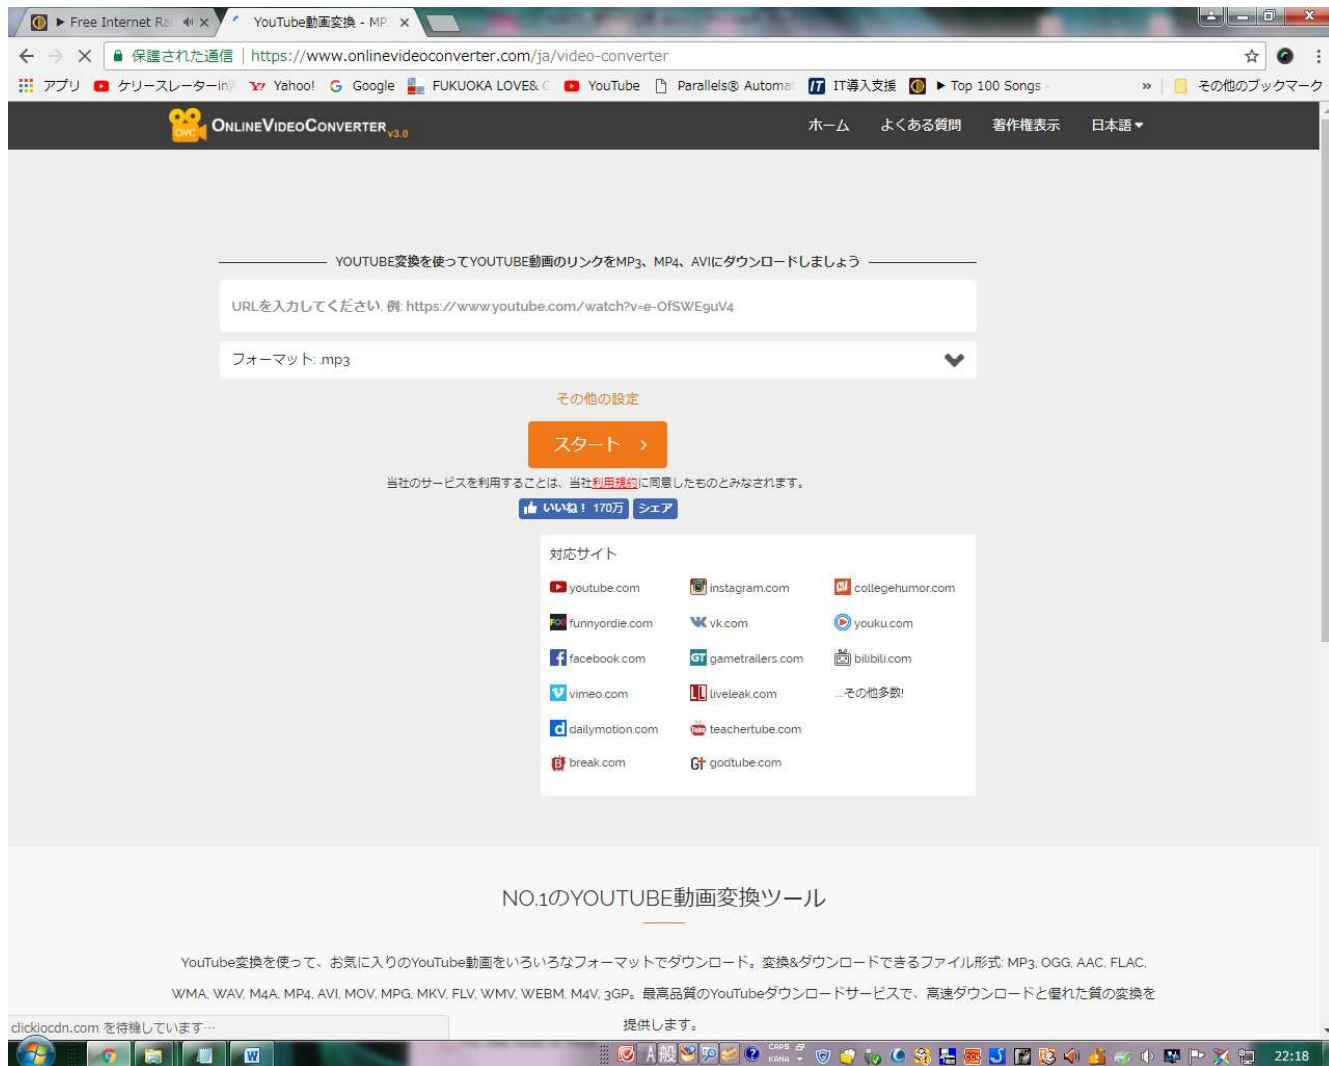 ▶ Free Internet Ra
YouTube動画変換 - MP
保護された通信 | https://www.onlinevideoconverter.com/ja/video-converter
アプリ ケリースレーターin Yahoo! Google FUKUOKA LOVE& C YouTube Parallels® Automa IT導入支援 ▶ Top 100 Songs - » その他のブックマーク
OVC ONLINEVIDEOCONVERTER v3.0 ホーム よくある質問 著作権表示 日本語
YOUTUBE変換を使ってYOUTUBE動画のリンクをMP3、MP4、AVIにダウンロードしましょう
URLを入力してください. 例: https://www.youtube.com/watch?v=e-OfSWE9uV4
フォーマット: .mp3
その他の設定
スタート ›
当社のサービスを利用することは、当社利用規約に同意したものとみなされます。
いいね! 170万 シェア
対応サイト
youtube.com instagram.com collegehumor.com
funnyordie.com vk.com youku.com
facebook.com gametrailers.com bilibili.com
vimeo.com liveleak.com ...その他多数!
dailymotion.com teachertube.com
break.com godtube.com
NO.1のYOUTUBE動画変換ツール
YouTube変換を使って、お気に入りのYouTube動画をいろいろなフォーマットでダウンロード。変換&ダウンロードできるファイル形式: MP3, OGG, AAC, FLAC,
WMA, WAV, M4A, MP4, AVI, MOV, MPG, MKV, FLV, WMV, WEBM, M4V, 3GP。最高品質のYouTubeダウンロードサービスで、高速ダウンロードと優れた質の変換を
提供します。
clickiocdn.com を待機しています…
A 般 CAPS KANA 22:18